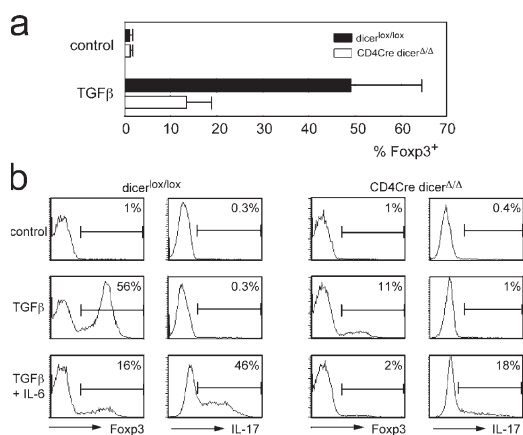 a
control
TGFβ
dicer^lox/lox
CD4Cre dicer^Δ/Δ
0 10 20 30 40 50 60 70
% Foxp3+
b
dicer^lox/lox CD4Cre dicer^Δ/Δ
control 1% 0.3% 1% 0.4%
TGFβ 56% 0.3% 11% 1%
TGFβ + IL-6 16% 46% 2% 18%
Foxp3 IL-17 Foxp3 IL-17